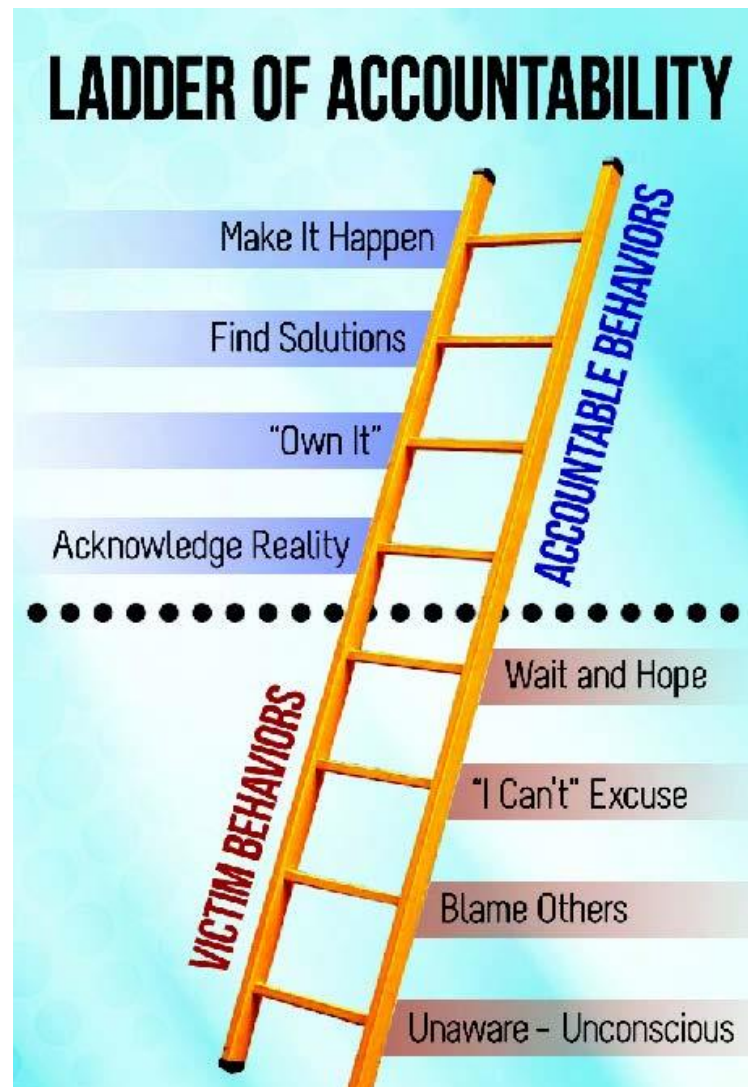 LADDER OF ACCOUNTABILITY
Make It Happen
Find Solutions
“Own It”
Acknowledge Reality
ACCOUNTABLE BEHAVIORS
Wait and Hope
“I Can't” Excuse
Blame Others
Unaware - Unconscious
VICTIM BEHAVIORS